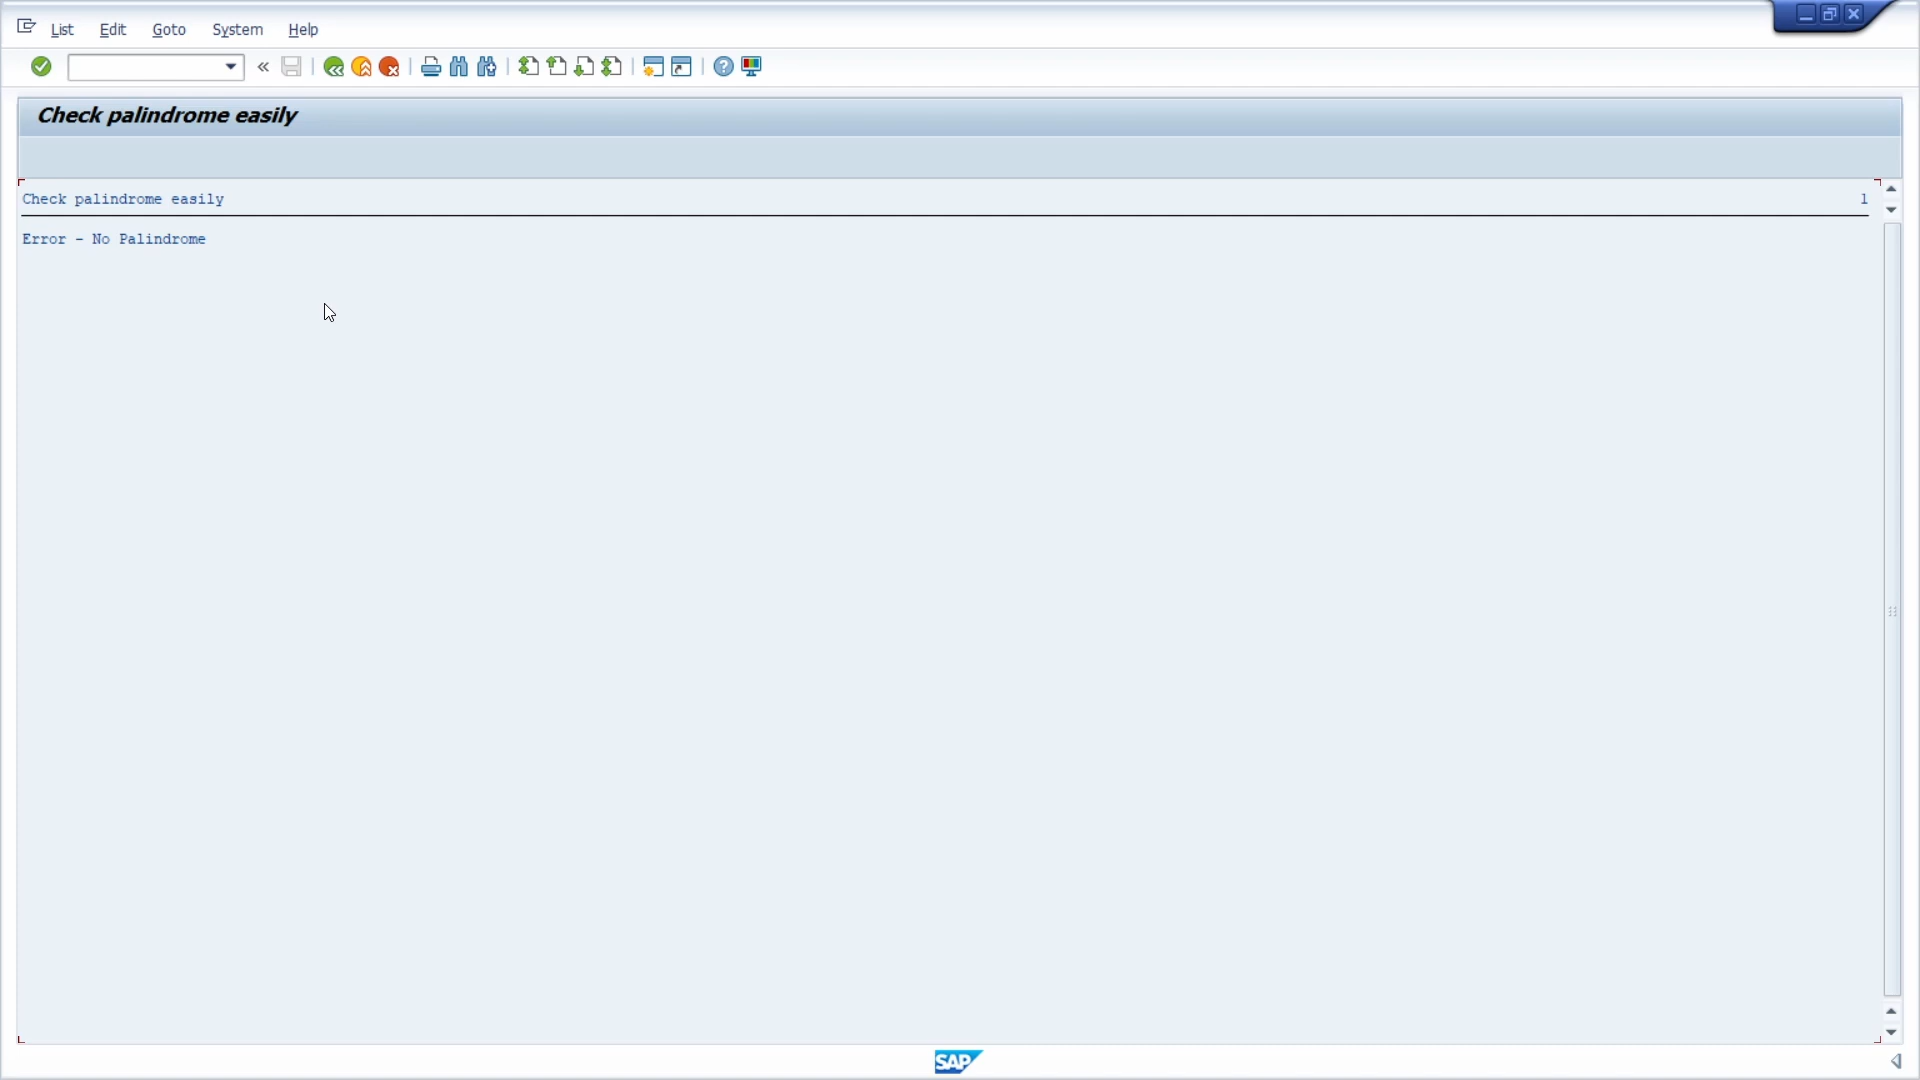 List Edit Goto System Help
Check palindrome easily
Check palindrome easily 1
Error - No Palindrome
SAP